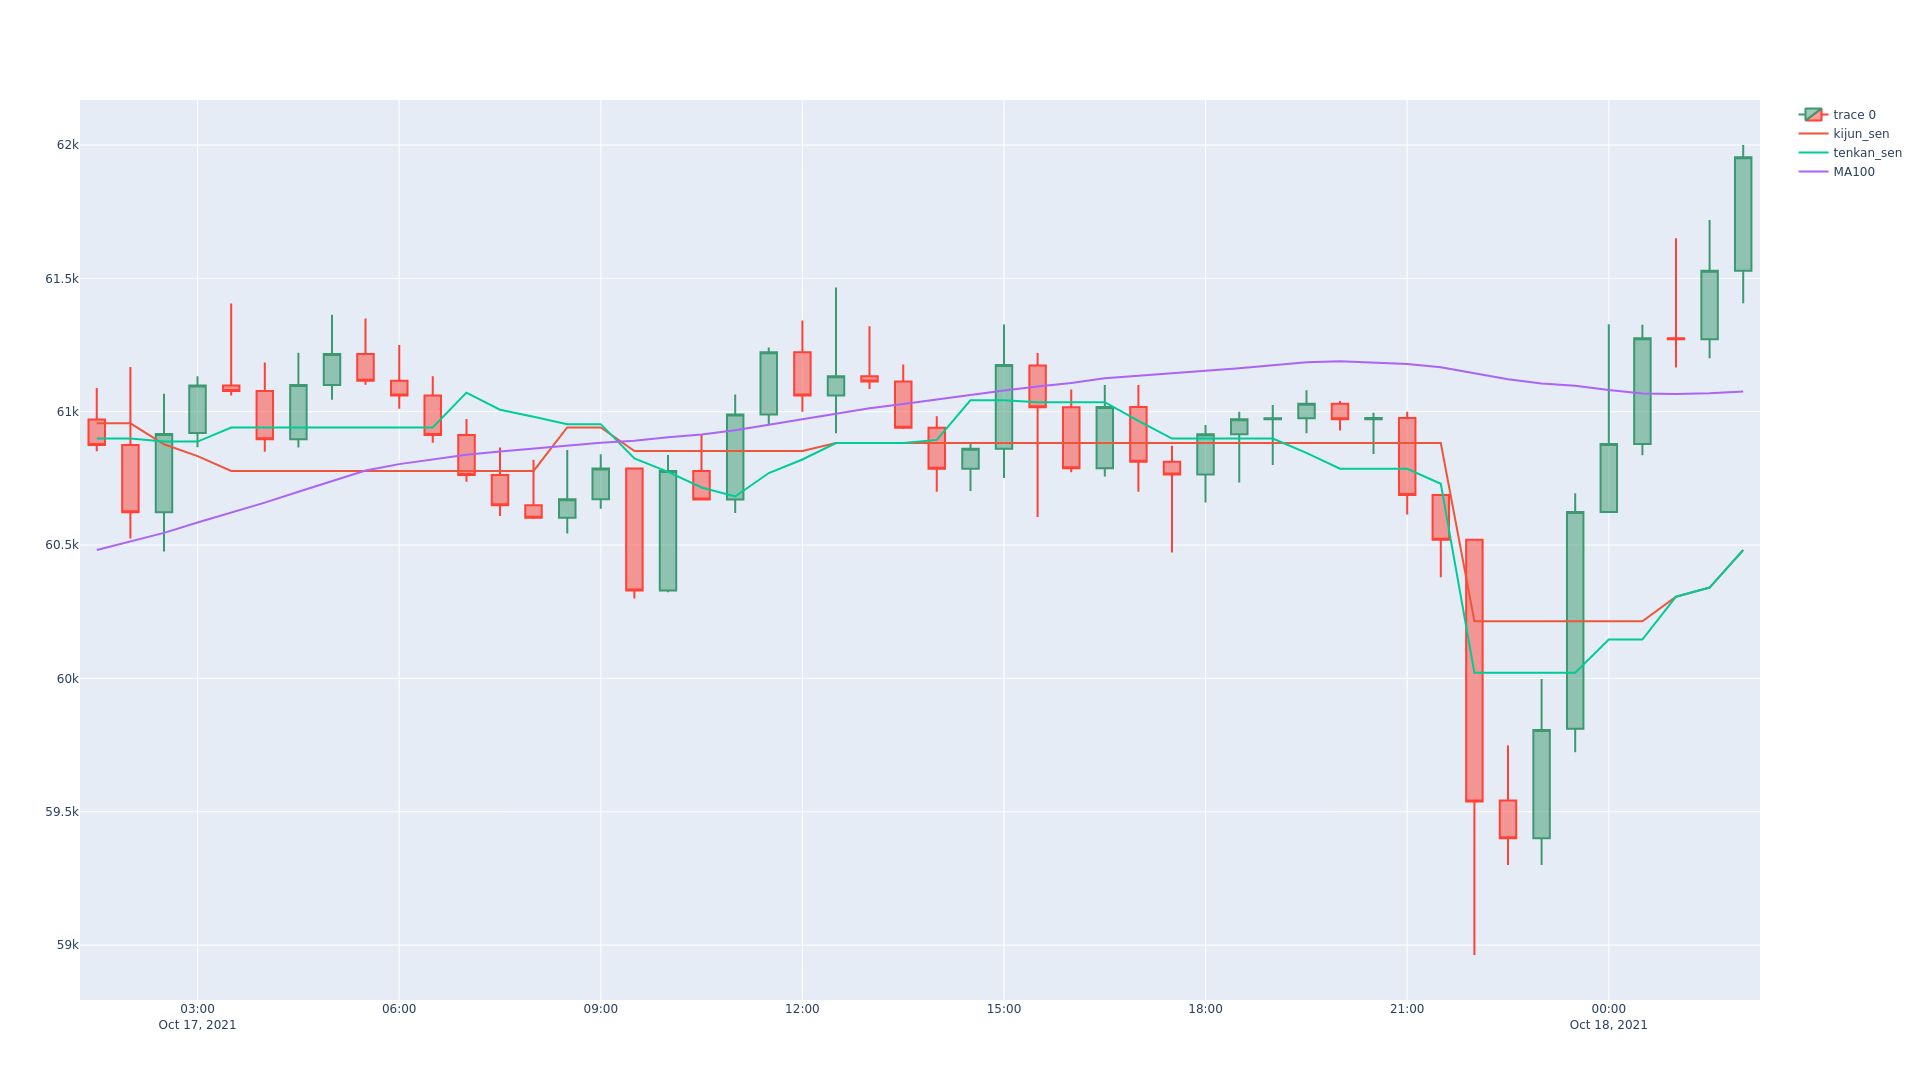 62k
61.5k
61k
60.5k
60k
59.5k
59k
03:00
Oct 17, 2021
06:00
09:00
12:00
15:00
18:00
21:00
00:00
Oct 18, 2021
trace 0
kijun_sen
tenkan_sen
MA100